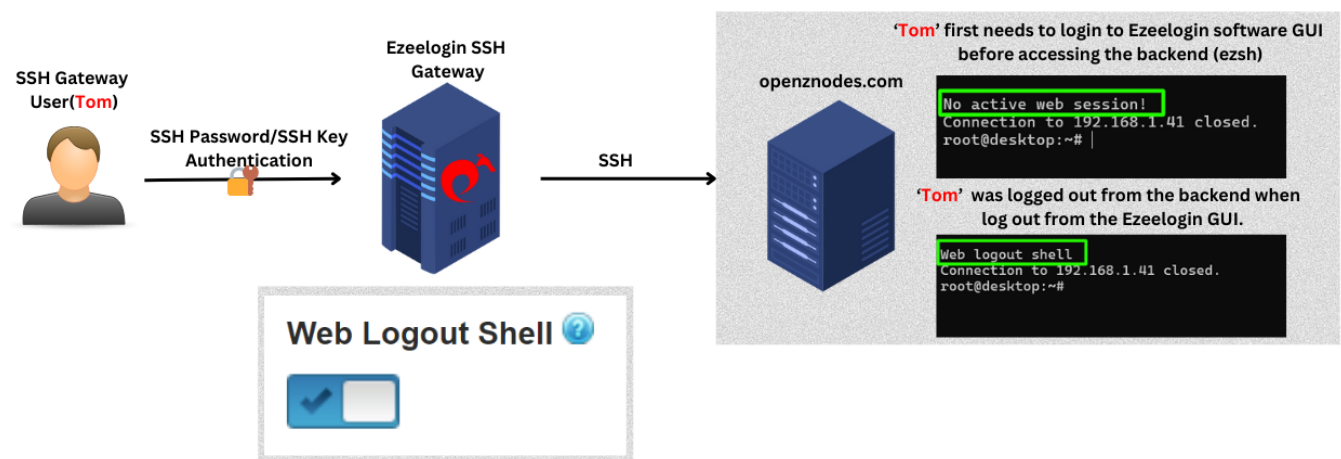 SSH Gateway
User(Tom)
SSH Password/SSH Key
Authentication
Ezeelogin SSH
Gateway
SSH
Web Logout Shell
?
openznodes.com
‘Tom’ first needs to login to Ezeelogin software GUI
before accessing the backend (ezsh)
No active web session!
Connection to 192.168.1.41 closed.
root@desktop:~#
‘Tom’ was logged out from the backend when
log out from the Ezeelogin GUI.
Web logout shell
Connection to 192.168.1.41 closed.
root@desktop:~#